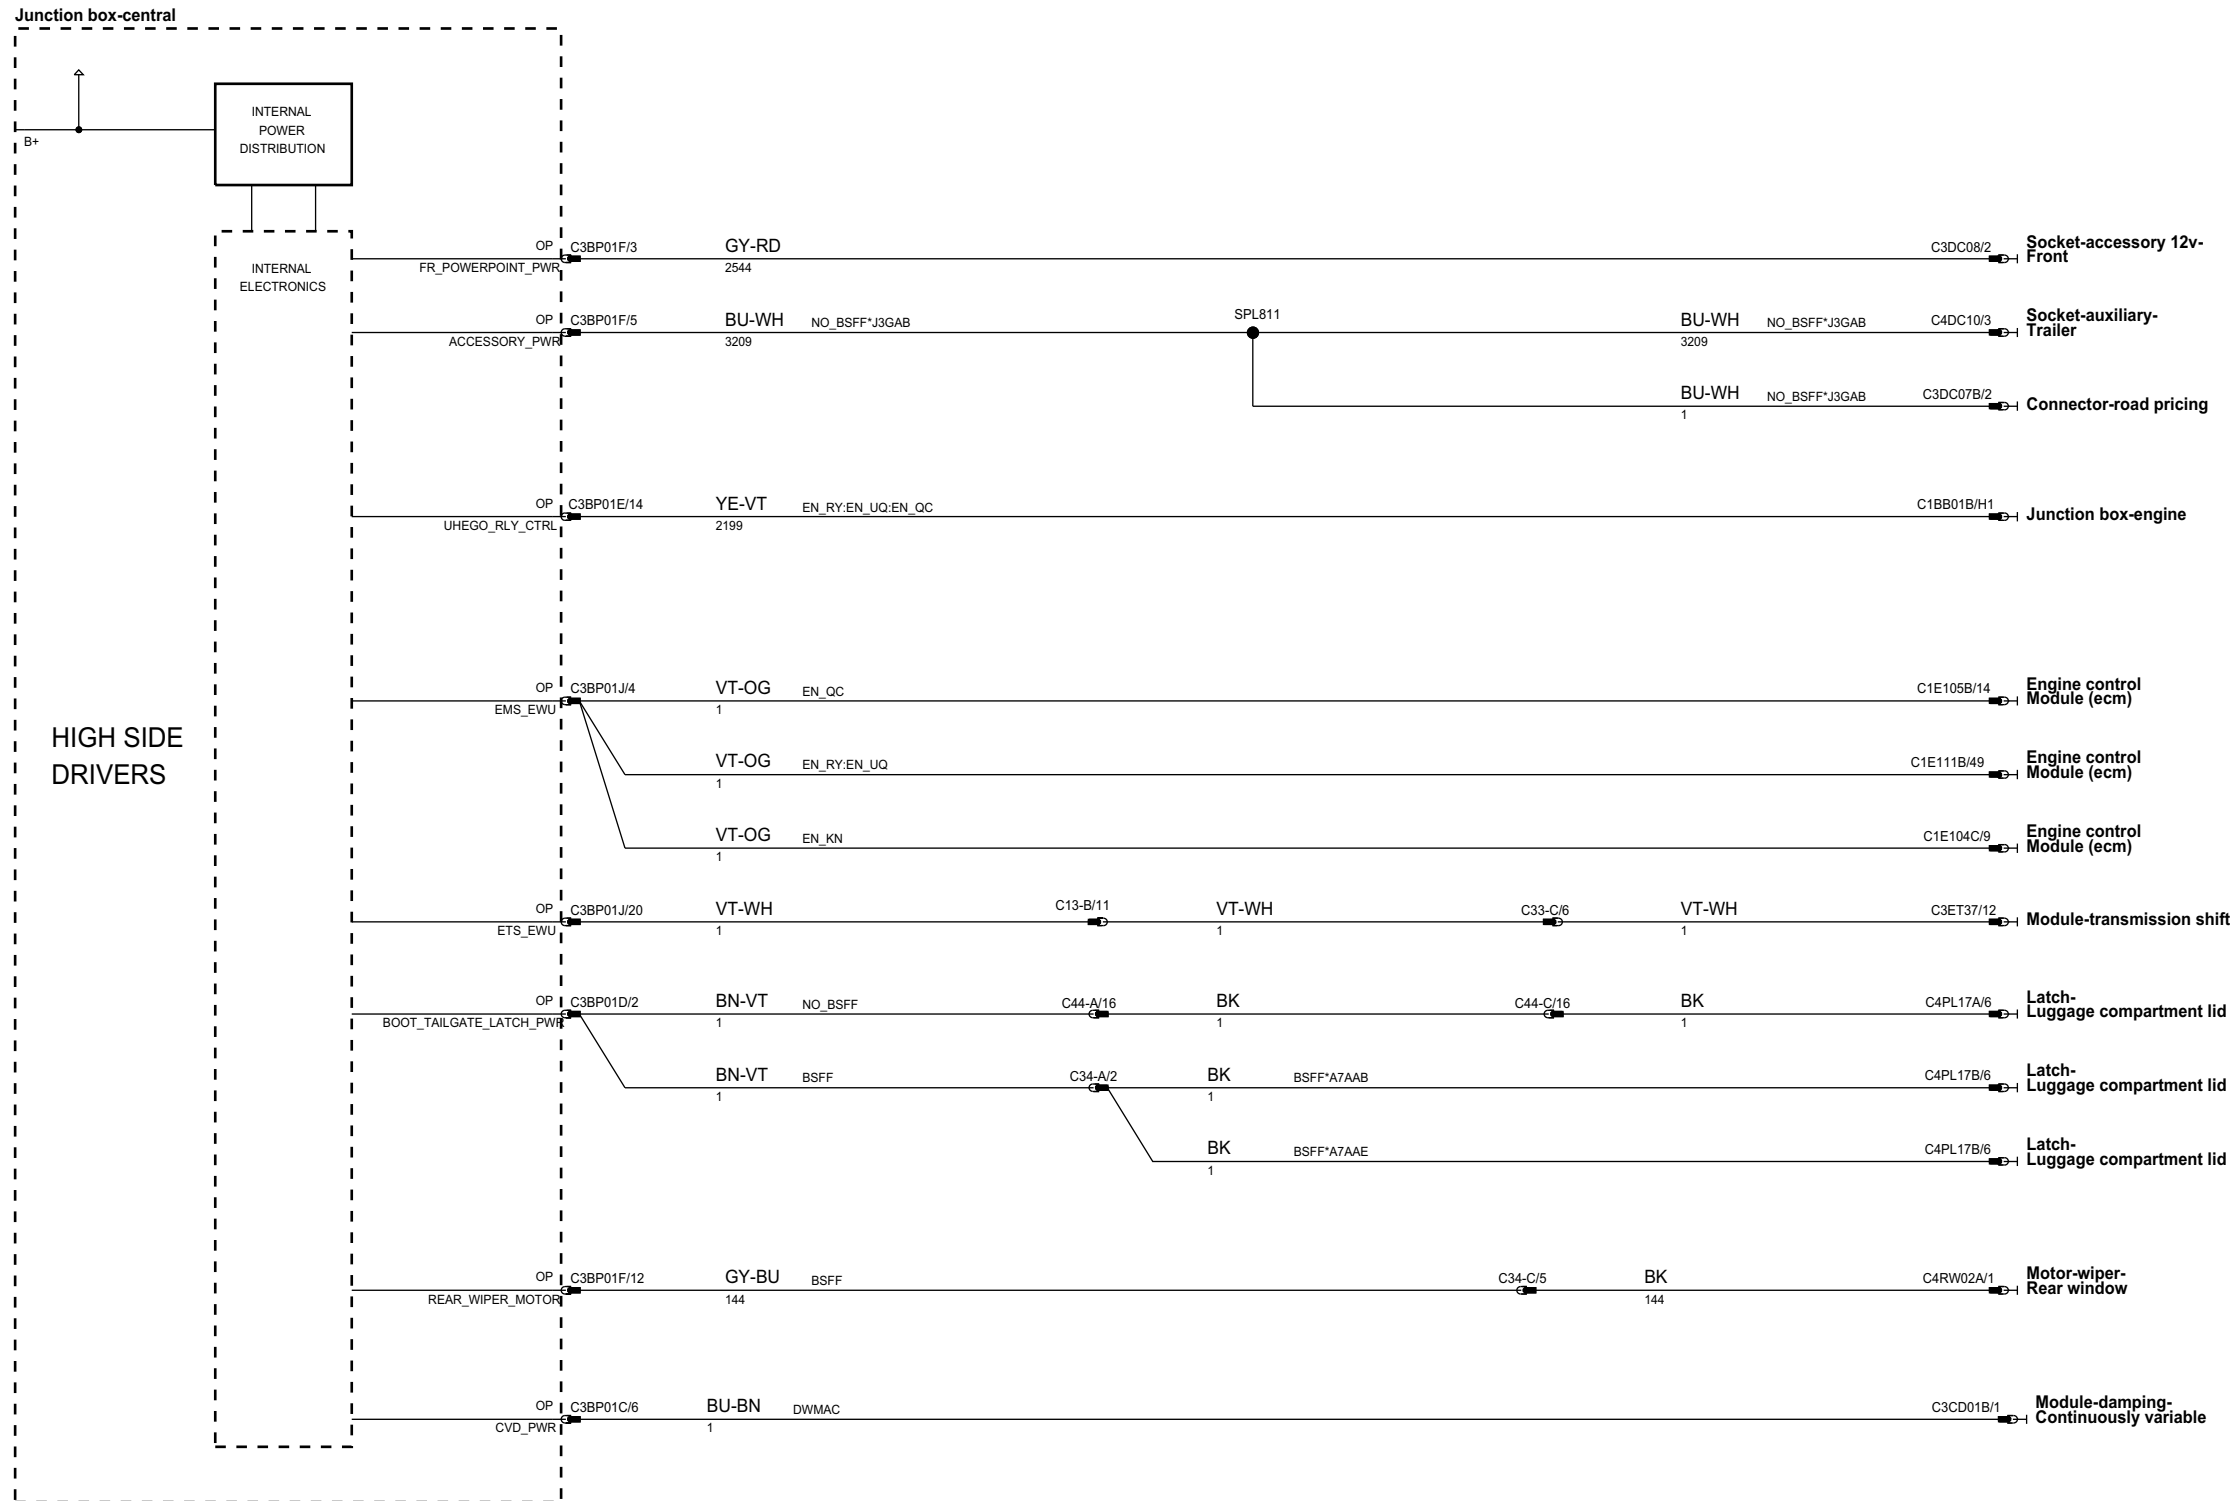 Junction box-central
B+
INTERNAL
POWER
DISTRIBUTION
INTERNAL
ELECTRONICS
HIGH SIDE
DRIVERS
OP C3BP01F/3 GY-RD C3DC08/2 Socket-accessory 12v-
FR_POWERPOINT_PWR 2544 Front
OP C3BP01F/5 BU-WH NO_BSFF*J3GAB SPL811 BU-WH NO_BSFF*J3GAB C4DC10/3 Socket-auxiliary-
ACCESSORY_PWR 3209 3209 Trailer
BU-WH NO_BSFF*J3GAB C3DC07B/2 Connector-road pricing
1
OP C3BP01E/14 YE-VT EN_RY:EN_UQ:EN_QC C1BB01B/H1 Junction box-engine
UHEGO_RLY_CTRL 2199
OP C3BP01J/4 VT-OG EN_QC C1E105B/14 Engine control
EMS_EWU 1 Module (ecm)
VT-OG EN_RY:EN_UQ C1E111B/49 Engine control
1 Module (ecm)
VT-OG EN_KN C1E104C/9 Engine control
1 Module (ecm)
OP C3BP01J/20 VT-WH C13-B/11 VT-WH C33-C/6 VT-WH C3ET37/12 Module-transmission shift
ETS_EWU 1 1 1
OP C3BP01D/2 BN-VT NO_BSFF C44-A/16 BK C44-C/16 BK C4PL17A/6 Latch-
BOOT_TAILGATE_LATCH_PWR 1 1 1 Luggage compartment lid
BN-VT BSFF C34-A/2 BK BSFF*A7AAB C4PL17B/6 Latch-
1 1 Luggage compartment lid
BK BSFF*A7AAE C4PL17B/6 Latch-
1 Luggage compartment lid
OP C3BP01F/12 GY-BU BSFF C34-C/5 BK C4RW02A/1 Motor-wiper-
REAR_WIPER_MOTOR 144 144 Rear window
OP C3BP01C/6 BU-BN DWMAC C3CD01B/1 Module-damping-
CVD_PWR 1 Continuously variable